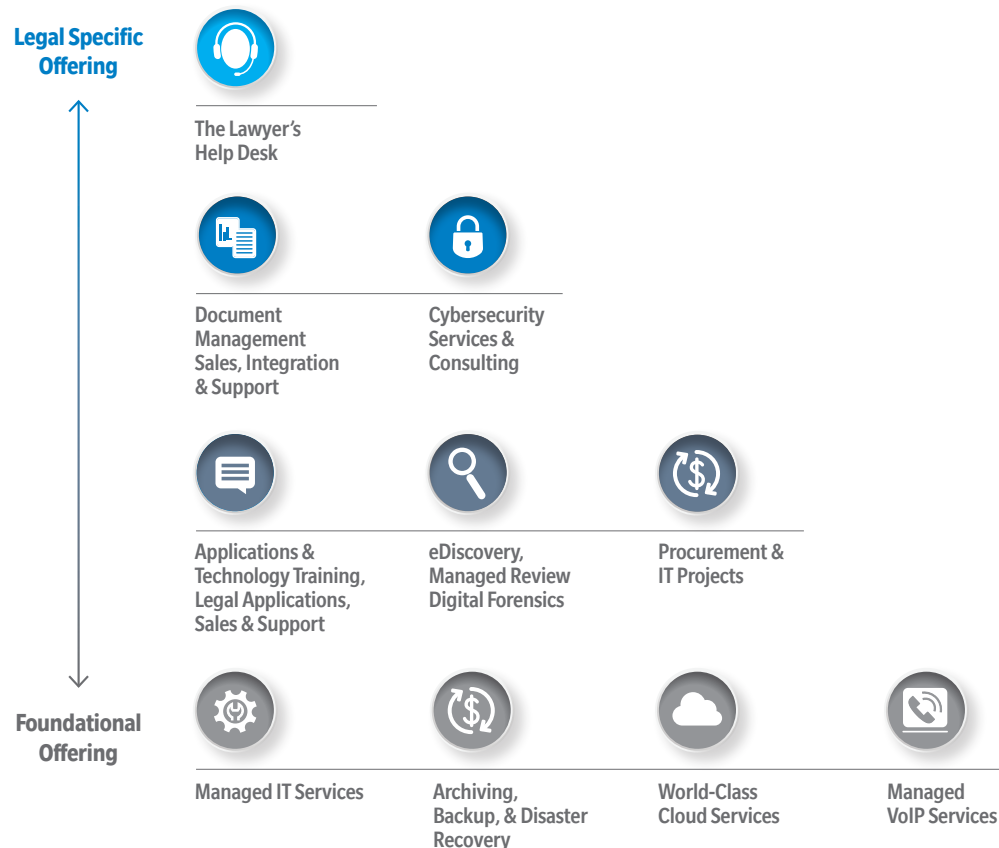 Legal Specific
Offering
The Lawyer's
Help Desk
Document
Management
Sales, Integration
& Support
Cybersecurity
Services &
Consulting
Applications &
Technology Training,
Legal Applications,
Sales & Support
eDiscovery,
Managed Review
Digital Forensics
Procurement &
IT Projects
Foundational
Offering
Managed IT Services
Archiving,
Backup, & Disaster
Recovery
World-Class
Cloud Services
Managed
VoIP Services